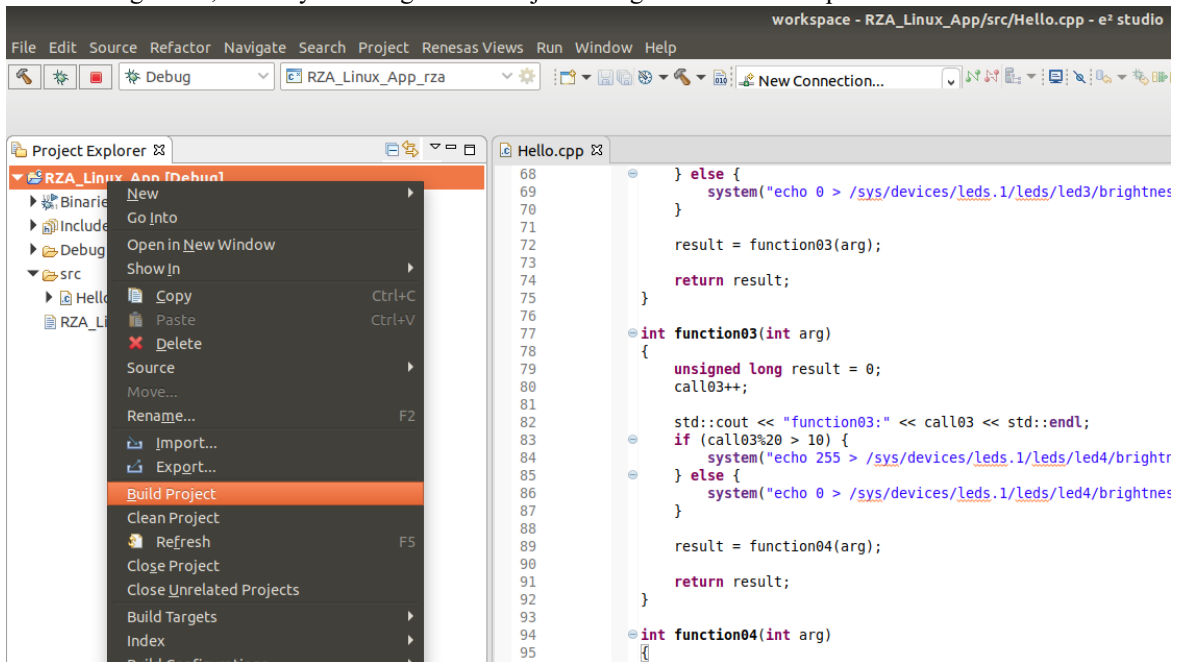 workspace - RZA_Linux_App/src/Hello.cpp - e² studio
File Edit Source Refactor Navigate Search Project Renesas Views Run Window Help
Debug RZA_Linux_App_rza New Connection...
Project Explorer Hello.cpp
RZA_Linux_App [Debug]
Binarie
Include
Debug
src
Hello
RZA_Li
New
Go Into
Open in New Window
Show In
Copy Ctrl+C
Paste Ctrl+V
Delete
Source
Move...
Rename... F2
Import...
Export...
Build Project
Clean Project
Refresh F5
Close Project
Close Unrelated Projects
Build Targets
Index
68 } else {
69 system("echo 0 > /sys/devices/leds.1/leds/led3/brightnes
70 }
71
72 result = function03(arg);
73
74 return result;
75 }
76
77 int function03(int arg)
78 {
79 unsigned long result = 0;
80 call03++;
81
82 std::cout << "function03:" << call03 << std::endl;
83 if (call03%20 > 10) {
84 system("echo 255 > /sys/devices/leds.1/leds/led4/brightn
85 } else {
86 system("echo 0 > /sys/devices/leds.1/leds/led4/brightnes
87 }
88
89 result = function04(arg);
90
91 return result;
92 }
93
94 int function04(int arg)
95 {